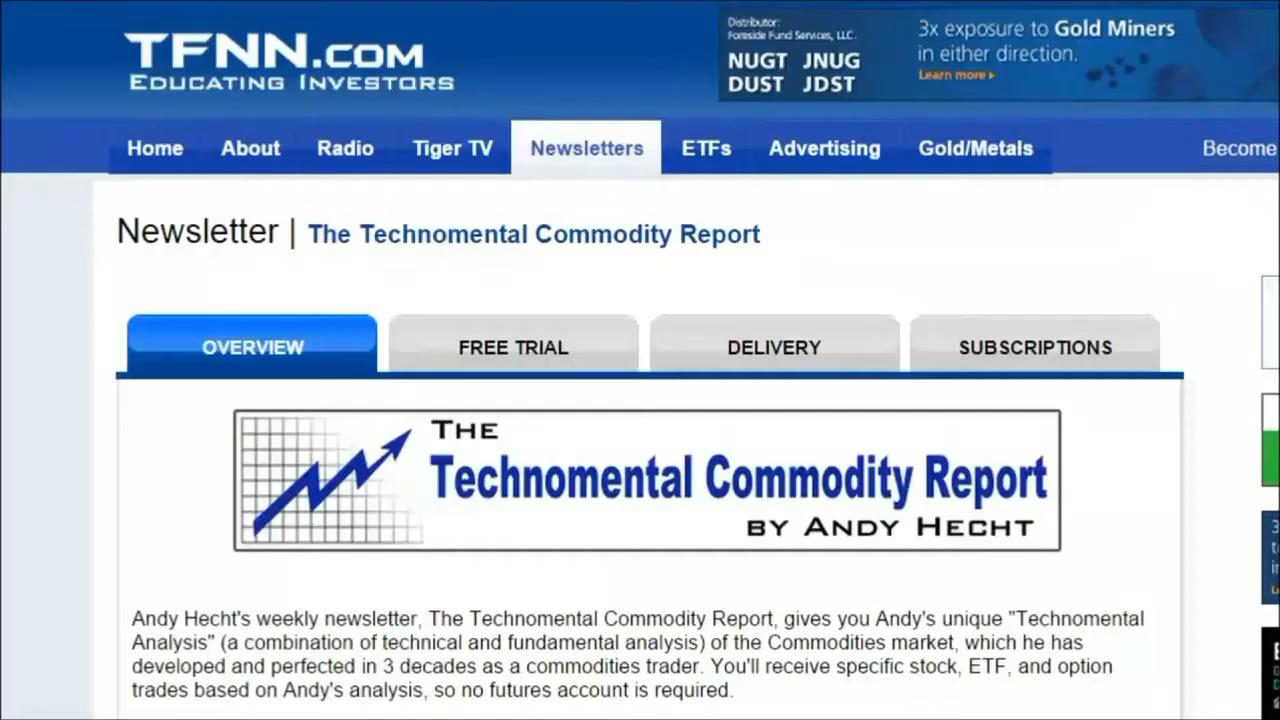 TFNN.COM
EDUCATING INVESTORS
Distributor:
Foreside Fund Services, LLC.
NUGT JNUG
DUST JDST
3x exposure to Gold Miners
in either direction.
Learn more
Home About Radio Tiger TV Newsletters ETFs Advertising Gold/Metals Become
Newsletter | The Technomental Commodity Report
OVERVIEW FREE TRIAL DELIVERY SUBSCRIPTIONS
THE
Technomental Commodity Report
BY ANDY HECHT
Andy Hecht's weekly newsletter, The Technomental Commodity Report, gives you Andy's unique "Technomental
Analysis" (a combination of technical and fundamental analysis) of the Commodities market, which he has
developed and perfected in 3 decades as a commodities trader. You'll receive specific stock, ETF, and option
trades based on Andy's analysis, so no futures account is required.